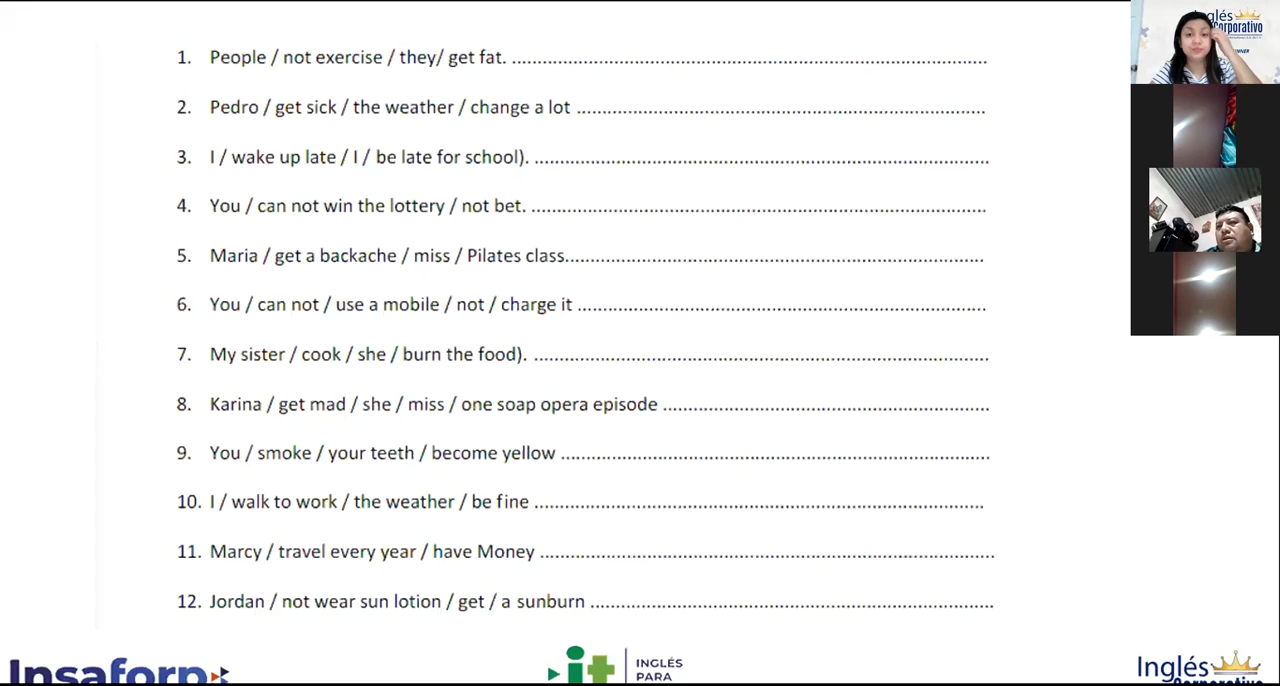 1. People / not exercise / they/ get fat. ..........................................................................................
2. Pedro / get sick / the weather / change a lot ..............................................................................
3. I / wake up late / I / be late for school). .......................................................................................
4. You / can not win the lottery / not bet. .......................................................................................
5. Maria / get a backache / miss / Pilates class................................................................................
6. You / can not / use a mobile / not / charge it ..............................................................................
7. My sister / cook / she / burn the food). .......................................................................................
8. Karina / get mad / she / miss / one soap opera episode ..............................................................
9. You / smoke / your teeth / become yellow ..................................................................................
10. I / walk to work / the weather / be fine ......................................................................................
11. Marcy / travel every year / have Money .......................................................................................
12. Jordan / not wear sun lotion / get / a sunburn .............................................................................
Insaforp
it
INGLÉS
PARA
Inglés
Corporativo
Inglés
Corporativo